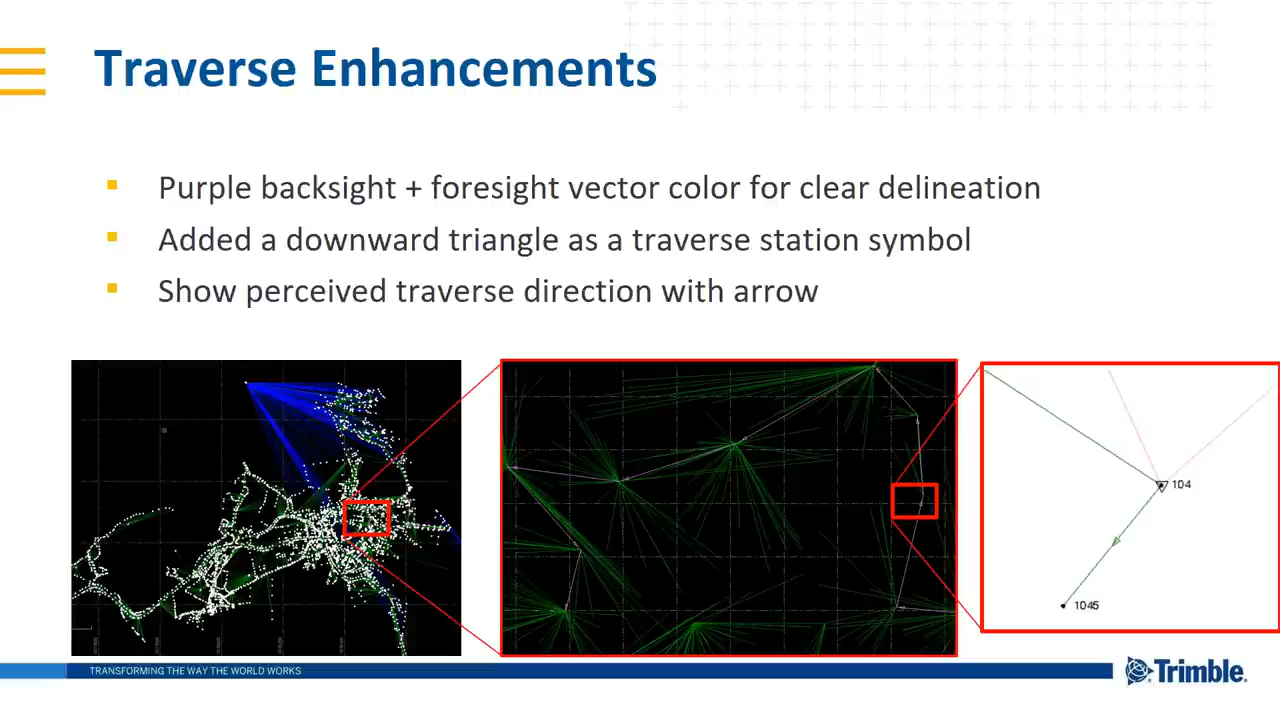 Traverse Enhancements
Purple backsight + foresight vector color for clear delineation
Added a downward triangle as a traverse station symbol
Show perceived traverse direction with arrow
104
1045
TRANSFORMING THE WAY THE WORLD WORKS
Trimble